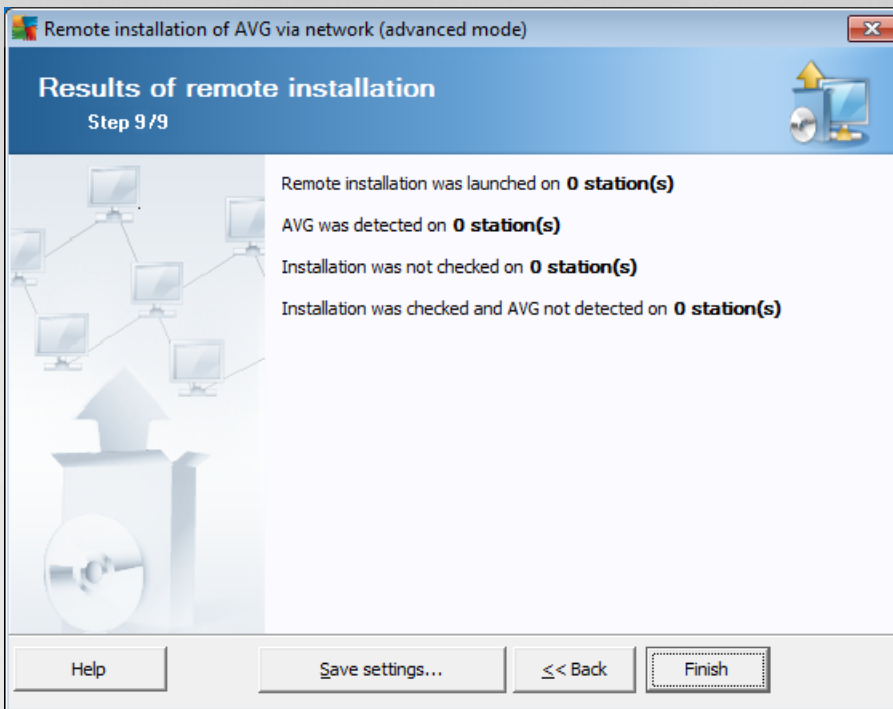 Remote installation of AVG via network (advanced mode)
Results of remote installation
Step 9/9
Remote installation was launched on 0 station(s)
AVG was detected on 0 station(s)
Installation was not checked on 0 station(s)
Installation was checked and AVG not detected on 0 station(s)
Help
Save settings...
<< Back
Finish